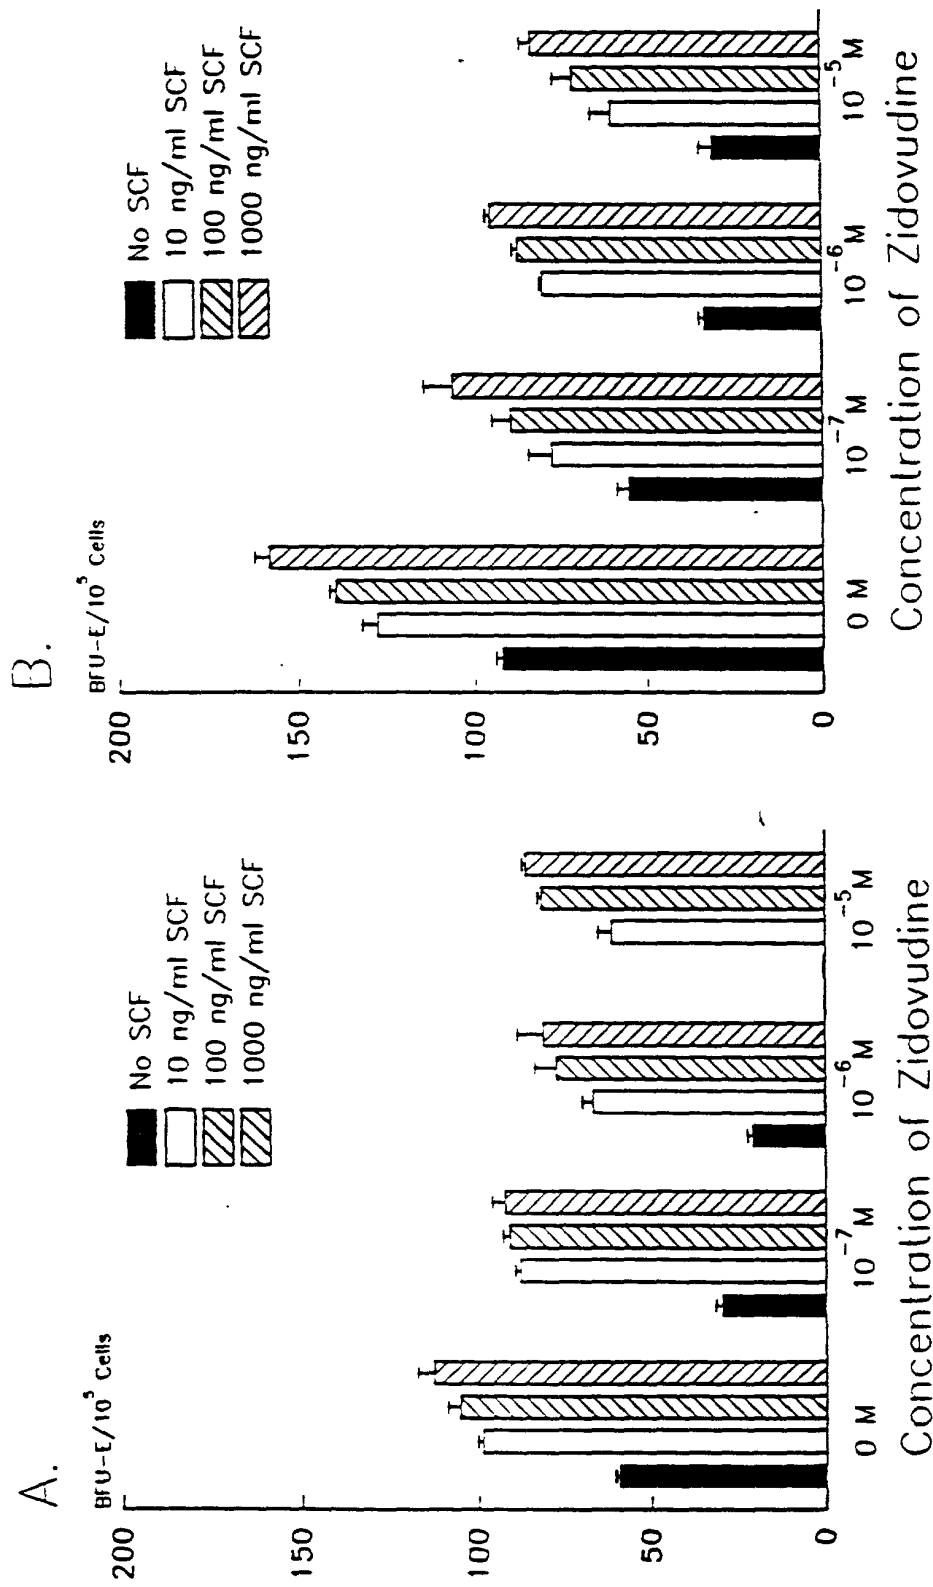 A.
BFU-E/10⁵ Cells
No SCF
10 ng/ml SCF
100 ng/ml SCF
1000 ng/ml SCF
200
150
100
50
0
0 M
10⁻⁷ M
10⁻⁶ M
10⁻⁵ M
Concentration of Zidovudine
B.
BFU-E/10⁵ Cells
No SCF
10 ng/ml SCF
100 ng/ml SCF
1000 ng/ml SCF
200
150
100
50
0
0 M
10⁻⁷ M
10⁻⁶ M
10⁻⁵ M
Concentration of Zidovudine